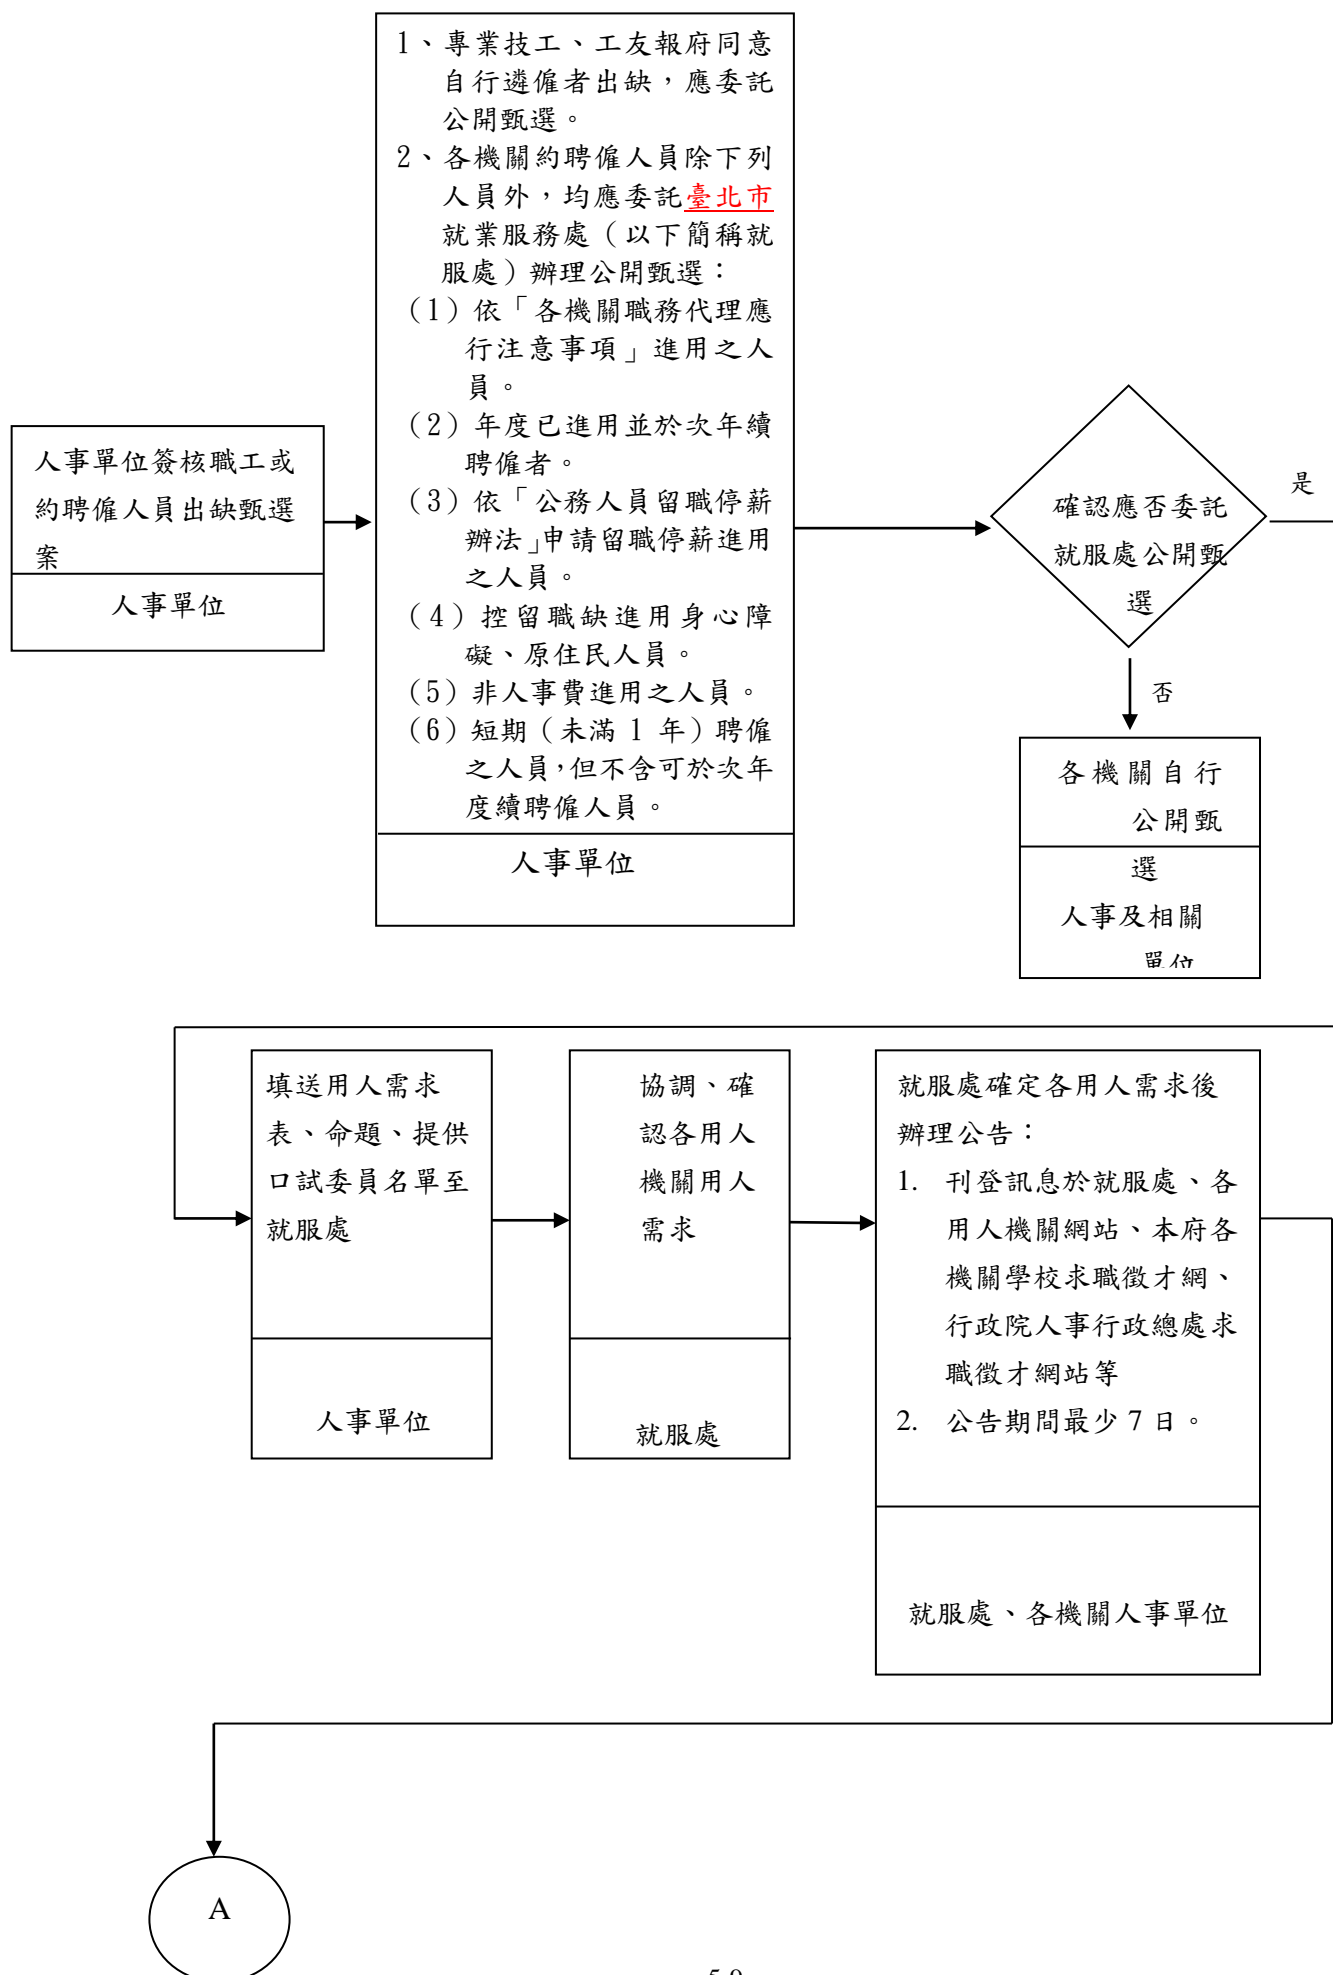 人事單位簽核職工或
約聘僱人員出缺甄選
案
人事單位
1、專業技工、工友報府同意
自行遴僱者出缺，應委託
公開甄選。
2、各機關約聘僱人員除下列
人員外，均應委託臺北市
就業服務處（以下簡稱就
服處）辦理公開甄選：
（1）依「各機關職務代理應
行注意事項」進用之人
員。
（2）年度已進用並於次年續
聘僱者。
（3）依「公務人員留職停薪
辦法」申請留職停薪進用
之人員。
（4）控留職缺進用身心障
礙、原住民人員。
（5）非人事費進用之人員。
（6）短期（未滿 1 年）聘僱
之人員，但不含可於次年
度續聘僱人員。
人事單位
確認應否委託
就服處公開甄
選
是
否
各機關自行
公開甄
選
人事及相關
單位
填送用人需求
表、命題、提供
口試委員名單至
就服處
人事單位
協調、確
認各用人
機關用人
需求
就服處
就服處確定各用人需求後
辦理公告：
1. 刊登訊息於就服處、各
用人機關網站、本府各
機關學校求職徵才網、
行政院人事行政總處求
職徵才網站等
2. 公告期間最少 7 日。
就服處、各機關人事單位
A